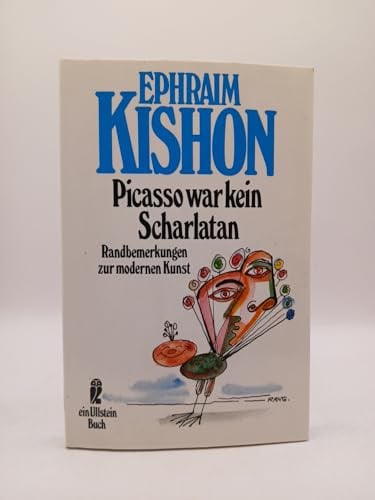 EPHRAIM
KISHON
Picasso war kein
Scharlatan
Randbemerkungen
zur modernen Kunst
ein Ullstein
Buch